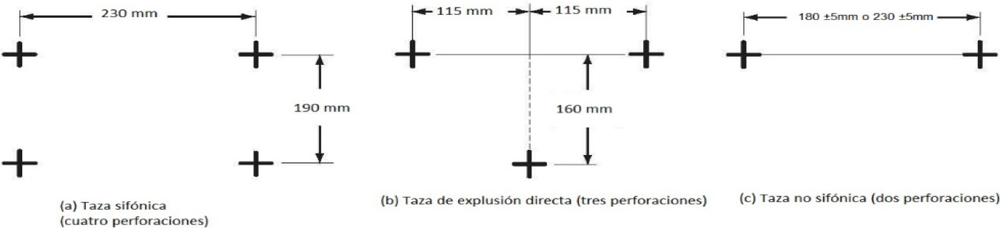 230 mm
190 mm
(a) Taza sifónica
(cuatro perforaciones)
115 mm
115 mm
160 mm
(b) Taza de explusión directa (tres perforaciones)
180 ±5mm o 230 ±5mm
(c) Taza no sifónica (dos perforaciones)